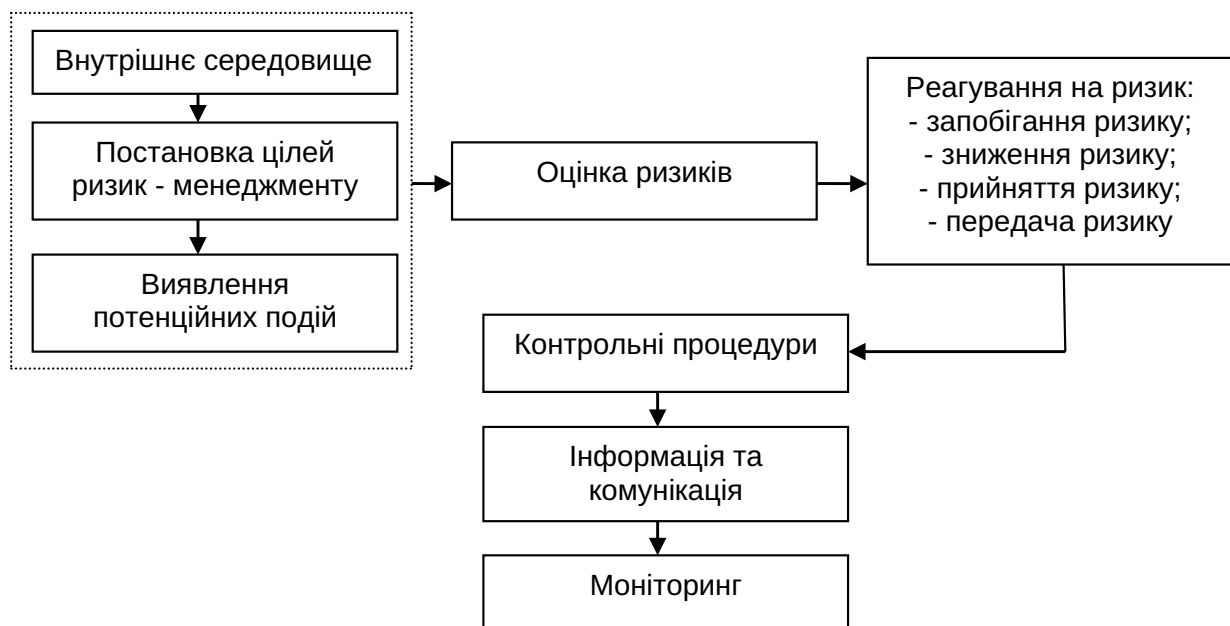 Внутрішнє середовище
Постановка цілей
ризик - менеджменту
Виявлення
потенційних подій
Оцінка ризиків
Реагування на ризик:
- запобігання ризику;
- зниження ризику;
- прийняття ризику;
- передача ризику
Контрольні процедури
Інформація та
комунікація
Моніторинг